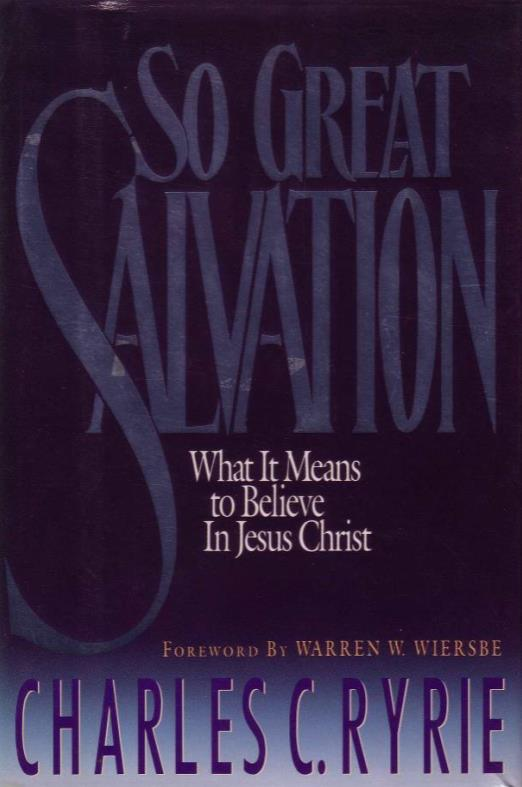 SO GREAT
SALVATION
What It Means
to Believe
In Jesus Christ
FOREWORD BY WARREN W. WIERSBE
CHARLES C. RYRIE